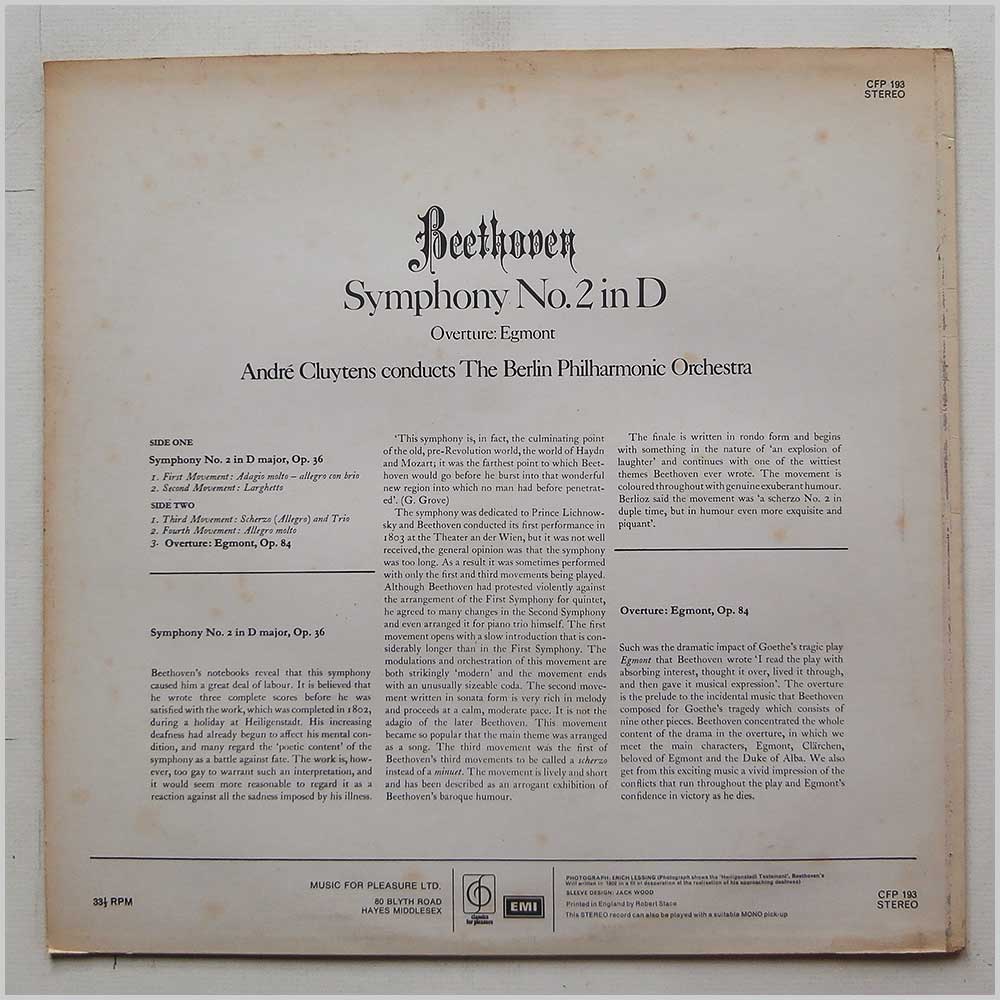 CFP 193
STEREO
Beethoven
Symphony No. 2 in D
Overture: Egmont
André Cluytens conducts The Berlin Philharmonic Orchestra
SIDE ONE
Symphony No. 2 in D major, Op. 36
1. First Movement: Adagio molto – allegro con brio
2. Second Movement: Larghetto
SIDE TWO
1. Third Movement: Scherzo (Allegro) and Trio
2. Fourth Movement: Allegro molto
3. Overture: Egmont, Op. 84
Symphony No. 2 in D major, Op. 36
Beethoven's notebooks reveal that this symphony
caused him a great deal of labour. It is believed that
he wrote three complete scores before he was
satisfied with the work, which was completed in 1802,
during a holiday at Heiligenstadt. His increasing
deafness had already begun to affect his mental con-
dition, and many regard the 'poetic content' of the
symphony as a battle against fate. The work is, how-
ever, too gay to warrant such an interpretation, and
it would seem more reasonable to regard it as a
reaction against all the sadness imposed by his illness.
'This symphony is, in fact, the culminating point
of the old, pre-Revolution world, the world of Haydn
and Mozart; it was the farthest point to which Beet-
hoven would go before he burst into that wonderful
new region into which no man had before penetrat-
ed'. (G. Grove)
The symphony was dedicated to Prince Lichnow-
sky and Beethoven conducted its first performance in
1803 at the Theater an der Wien, but it was not well
received, the general opinion was that the symphony
was too long. As a result it was sometimes performed
with only the first and third movements being played.
Although Beethoven had protested violently against
the arrangement of the First Symphony for quintet,
he agreed to many changes in the Second Symphony
and even arranged it for piano trio himself. The first
movement opens with a slow introduction that is con-
siderably longer than in the First Symphony. The
modulations and orchestration of this movement are
both strikingly 'modern' and the movement ends
with an unusually sizeable coda. The second move-
ment written in sonata form is very rich in melody
and proceeds at a calm, moderate pace. It is not the
adagio of the later Beethoven. This movement
became so popular that the main theme was arranged
as a song. The third movement was the first of
Beethoven's third movements to be called a scherzo
instead of a minuet. The movement is lively and short
and has been described as an arrogant exhibition of
Beethoven's baroque humour.
The finale is written in rondo form and begins
with something in the nature of 'an explosion of
laughter' and continues with one of the wittiest
themes Beethoven ever wrote. The movement is
coloured throughout with genuine exuberant humour.
Berlioz said the movement was 'a scherzo No. 2 in
duple time, but in humour even more exquisite and
piquant'.
Overture: Egmont, Op. 84
Such was the dramatic impact of Goethe's tragic play
Egmont that Beethoven wrote 'I read the play with
absorbing interest, thought it over, lived it through,
and then gave it musical expression'. The overture
is the prelude to the incidental music that Beethoven
composed for Goethe's tragedy which consists of
nine other pieces. Beethoven concentrated the whole
content of the drama in the overture, in which we
meet the main characters, Egmont, Clärchen,
beloved of Egmont and the Duke of Alba. We also
get from this exciting music a vivid impression of the
conflicts that run throughout the play and Egmont's
confidence in victory as he dies.
33⅓ RPM
MUSIC FOR PLEASURE LTD.
80 BLYTH ROAD
HAYES MIDDLESEX
classics
for pleasure
EMI
PHOTOGRAPH: ERICH LESSING (Photograph shows the 'Heiligenstadt Testament', Beethoven's
Will written in 1802 in a fit of desperation at the realisation of his approaching deafness)
SLEEVE DESIGN: JACK WOOD
Printed in England by Robert Stace
This STEREO record can also be played with a suitable MONO pick-up
CFP 193
STEREO